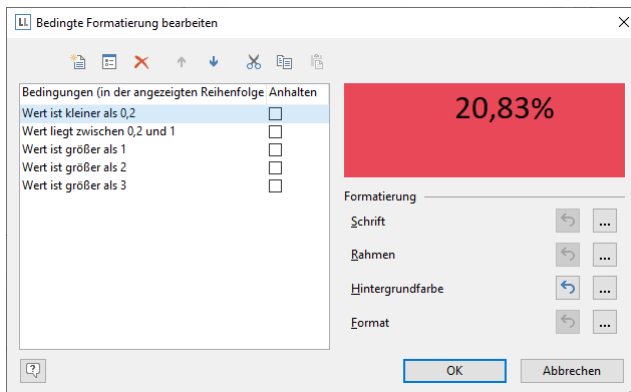 LL Bedingte Formatierung bearbeiten
Bedingungen (in der angezeigten Reihenfolge Anhalten
Wert ist kleiner als 0,2
Wert liegt zwischen 0,2 und 1
Wert ist größer als 1
Wert ist größer als 2
Wert ist größer als 3
20,83%
Formatierung
Schrift ...
Rahmen ...
Hintergrundfarbe ...
Format ...
?
OK Abbrechen